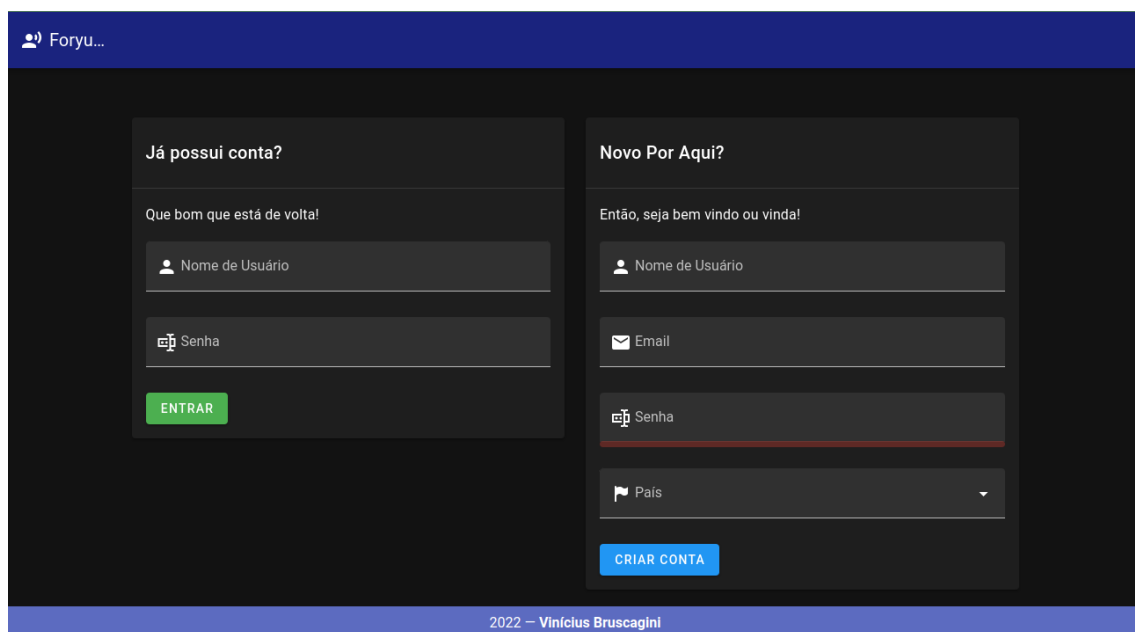 Foryu...
Já possui conta?
Que bom que está de volta!
Nome de Usuário
Senha
ENTRAR
Novo Por Aqui?
Então, seja bem vindo ou vinda!
Nome de Usuário
Email
Senha
País
CRIAR CONTA
2022 — Vinícius Bruscagini